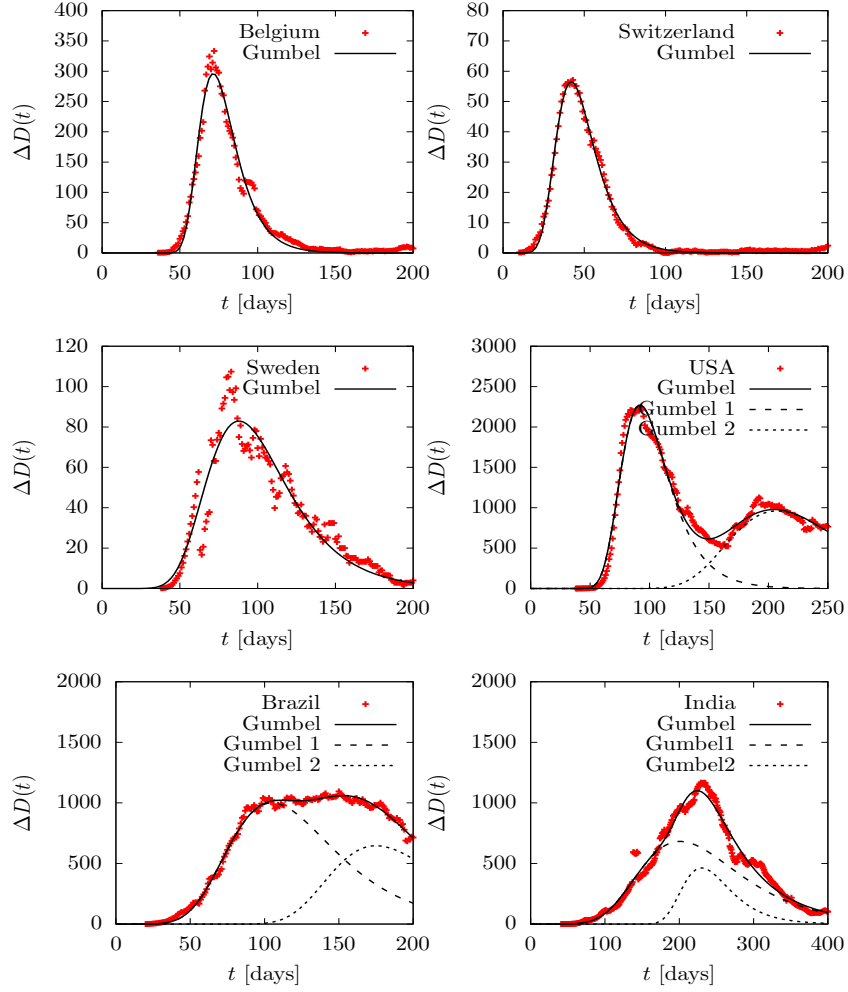 Belgium
Gumbel
ΔD(t)
400
350
300
250
200
150
100
50
0
0 50 100 150 200
t [days]
Switzerland
Gumbel
ΔD(t)
80
70
60
50
40
30
20
10
0
0 50 100 150 200
t [days]
Sweden
Gumbel
ΔD(t)
120
100
80
60
40
20
0
0 50 100 150 200
t [days]
USA
Gumbel
Gumbel 1
Gumbel 2
ΔD(t)
3000
2500
2000
1500
1000
500
0
0 50 100 150 200 250
t [days]
Brazil
Gumbel
Gumbel 1
Gumbel 2
ΔD(t)
2000
1500
1000
500
0
0 50 100 150 200
t [days]
India
Gumbel
Gumbel1
Gumbel2
ΔD(t)
2000
1500
1000
500
0
0 100 200 300 400
t [days]